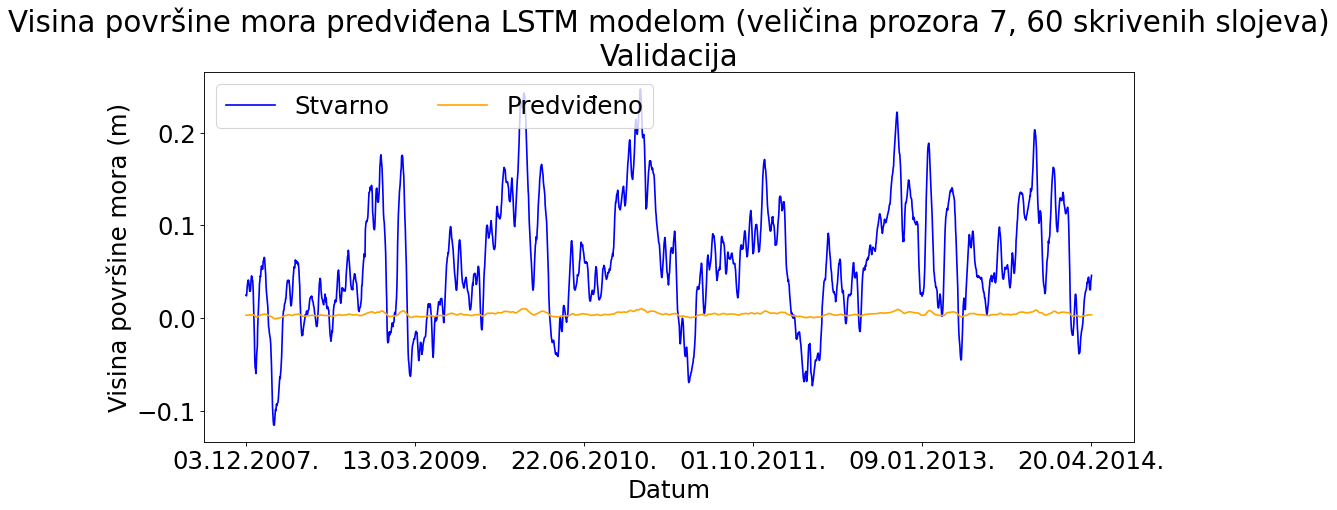 Visina površine mora predviđena LSTM modelom (veličina prozora 7, 60 skrivenih slojeva)
Validacija
Stvarno Predviđeno
Visina površine mora (m)
0.2
0.1
0.0
−0.1
03.12.2007. 13.03.2009. 22.06.2010. 01.10.2011. 09.01.2013. 20.04.2014.
Datum